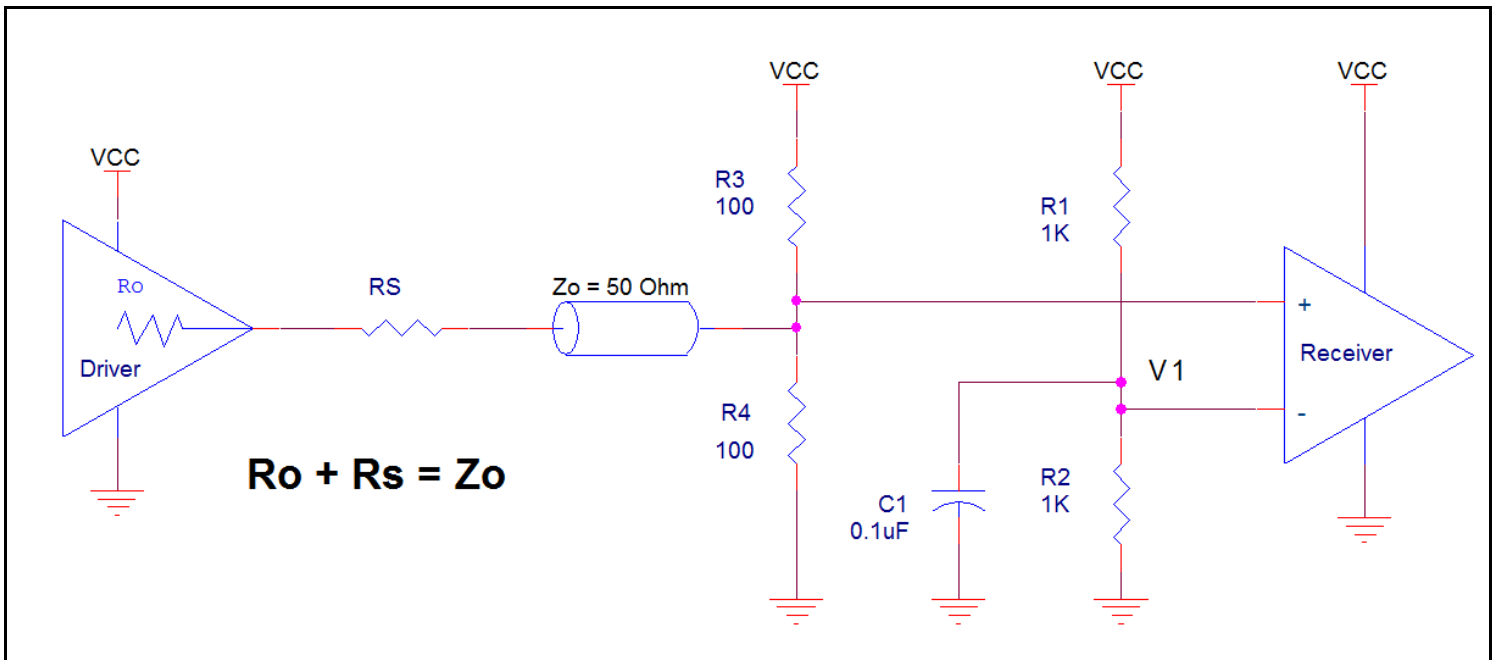 VCC
VCC
VCC
VCC
R3
100
R1
1K
Ro
RS
Zo = 50 Ohm
+
Driver
Receiver
V1
R4
100
-
Ro + Rs = Zo
R2
1K
C1
0.1uF